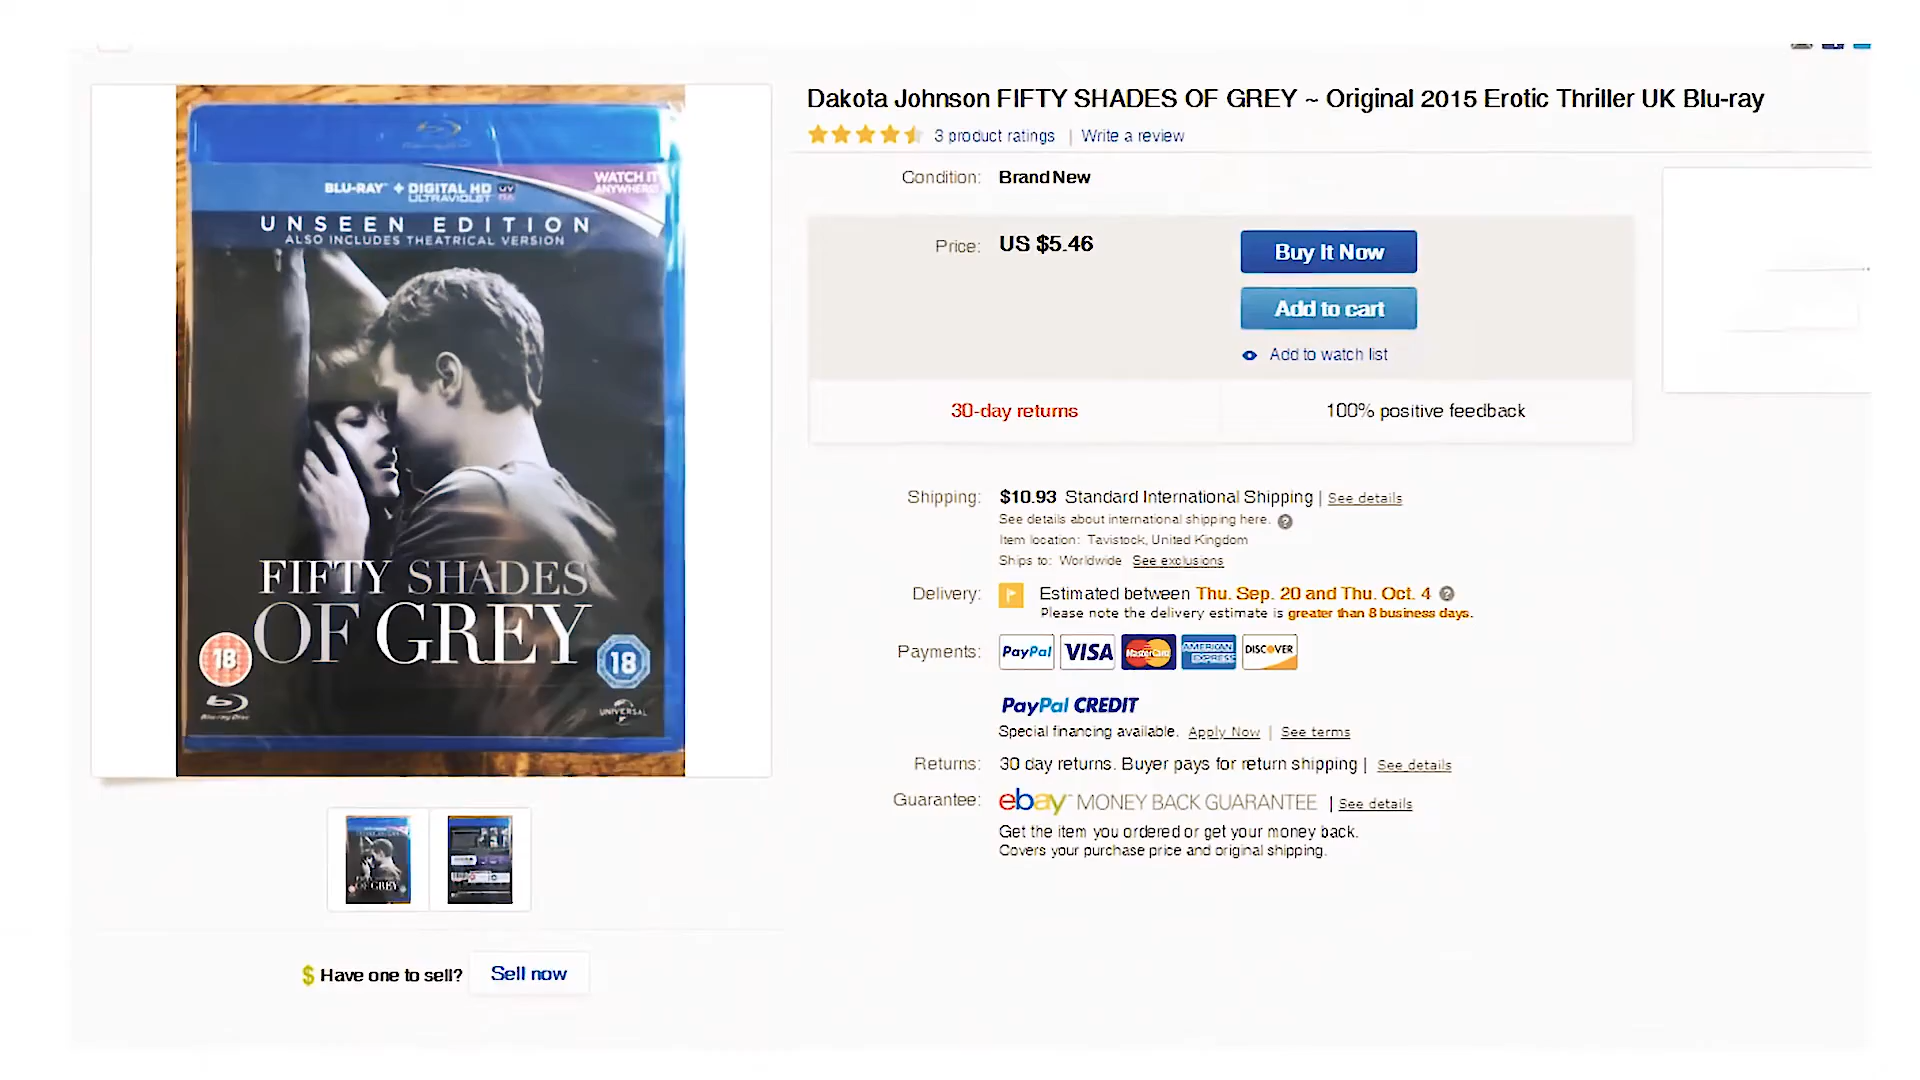 Dakota Johnson FIFTY SHADES OF GREY ~ Original 2015 Erotic Thriller UK Blu-ray
3 product ratings | Write a review
Condition: Brand New
Price: US $5.46
Buy It Now
Add to cart
Add to watch list
30-day returns
100% positive feedback
Shipping: $10.93 Standard International Shipping | See details
See details about international shipping here.
Item location: Tavistock, United Kingdom
Ships to: Worldwide See exclusions
Delivery: Estimated between Thu. Sep. 20 and Thu. Oct. 4
Please note the delivery estimate is greater than 8 business days.
Payments: PayPal VISA MasterCard AMERICAN EXPRESS DISCOVER
PayPal CREDIT
Special financing available. Apply Now | See terms
Returns: 30 day returns. Buyer pays for return shipping | See details
Guarantee: ebay MONEY BACK GUARANTEE | See details
Get the item you ordered or get your money back.
Covers your purchase price and original shipping.
BLU-RAY + DIGITAL HD UV
ULTRAVIOLET
WATCH IT
ANYWHERE!
UNSEEN EDITION
ALSO INCLUDES THEATRICAL VERSION
FIFTY SHADES
OF GREY
18
18
Blu-ray Disc
UNIVERSAL
$ Have one to sell? Sell now